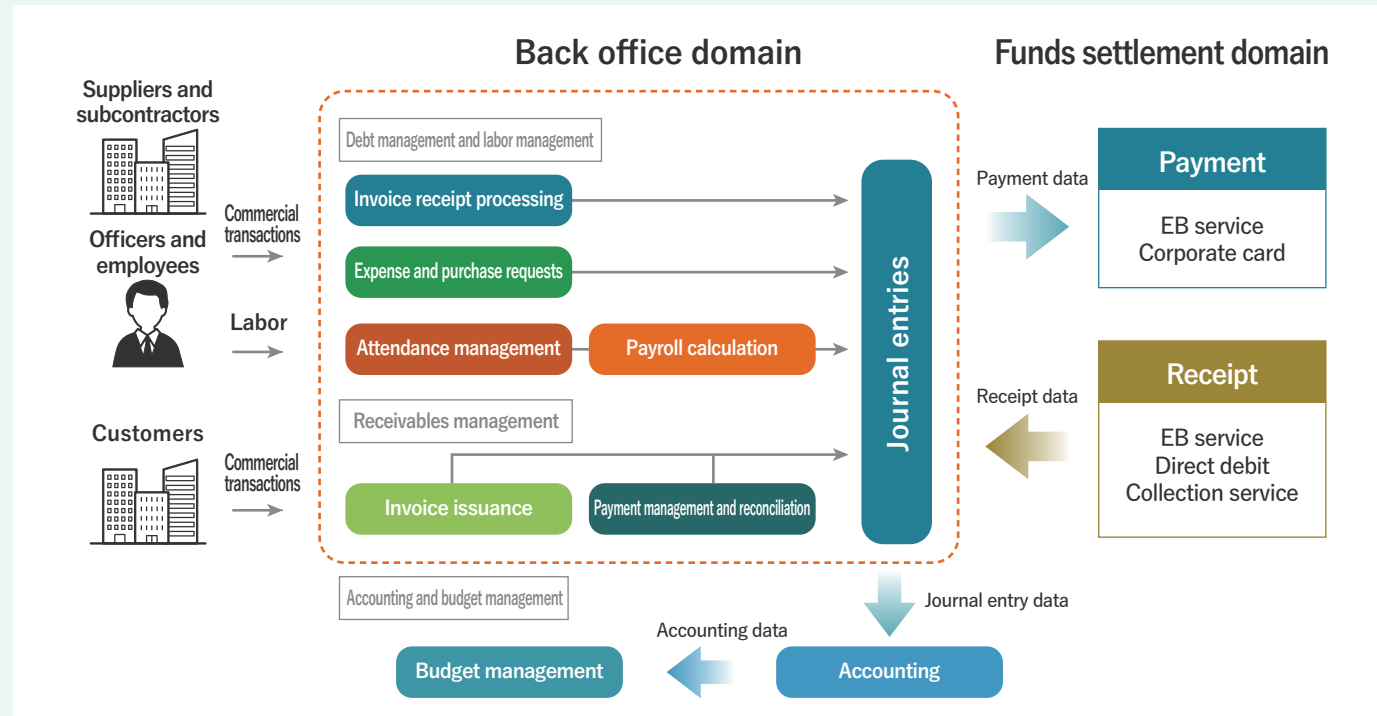 Back office domain
Funds settlement domain
Suppliers and
subcontractors
Commercial
transactions
Officers and
employees
Labor
Customers
Commercial
transactions
Debt management and labor management
Invoice receipt processing
Expense and purchase requests
Attendance management
Payroll calculation
Receivables management
Invoice issuance
Payment management and reconciliation
Journal entries
Payment data
Payment
EB service
Corporate card
Receipt data
Receipt
EB service
Direct debit
Collection service
Accounting and budget management
Journal entry data
Accounting data
Budget management
Accounting